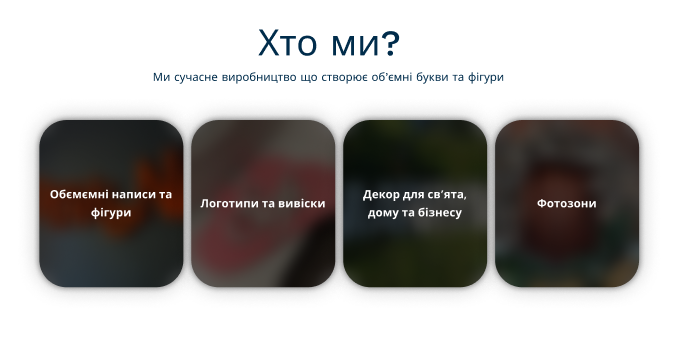 Хто ми?
Ми сучасне виробництво що створює об'ємні букви та фігури
Обємємні написи та
фігури
Логотипи та вивіски
Декор для св'ята,
дому та бізнесу
Фотозони